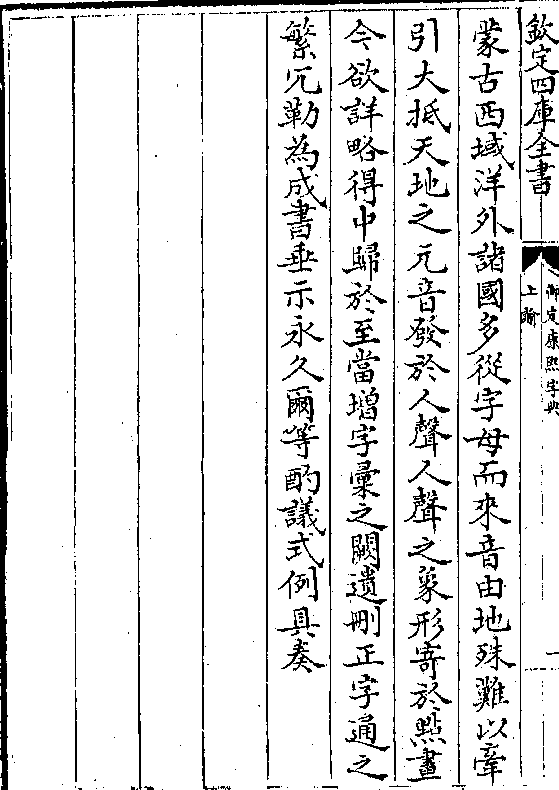 欽定四庫全書
御定康熙字典
上諭
一
蒙古西域洋外諸國多從字母而來音由地殊難以牽
引大抵天地之元音發於人聲人聲之象形寄於點畫
今欲詳略得中歸於至當增字彙之闕遺刪正字通之
繁冗勒為成書垂示永久爾等酌議式例具奏